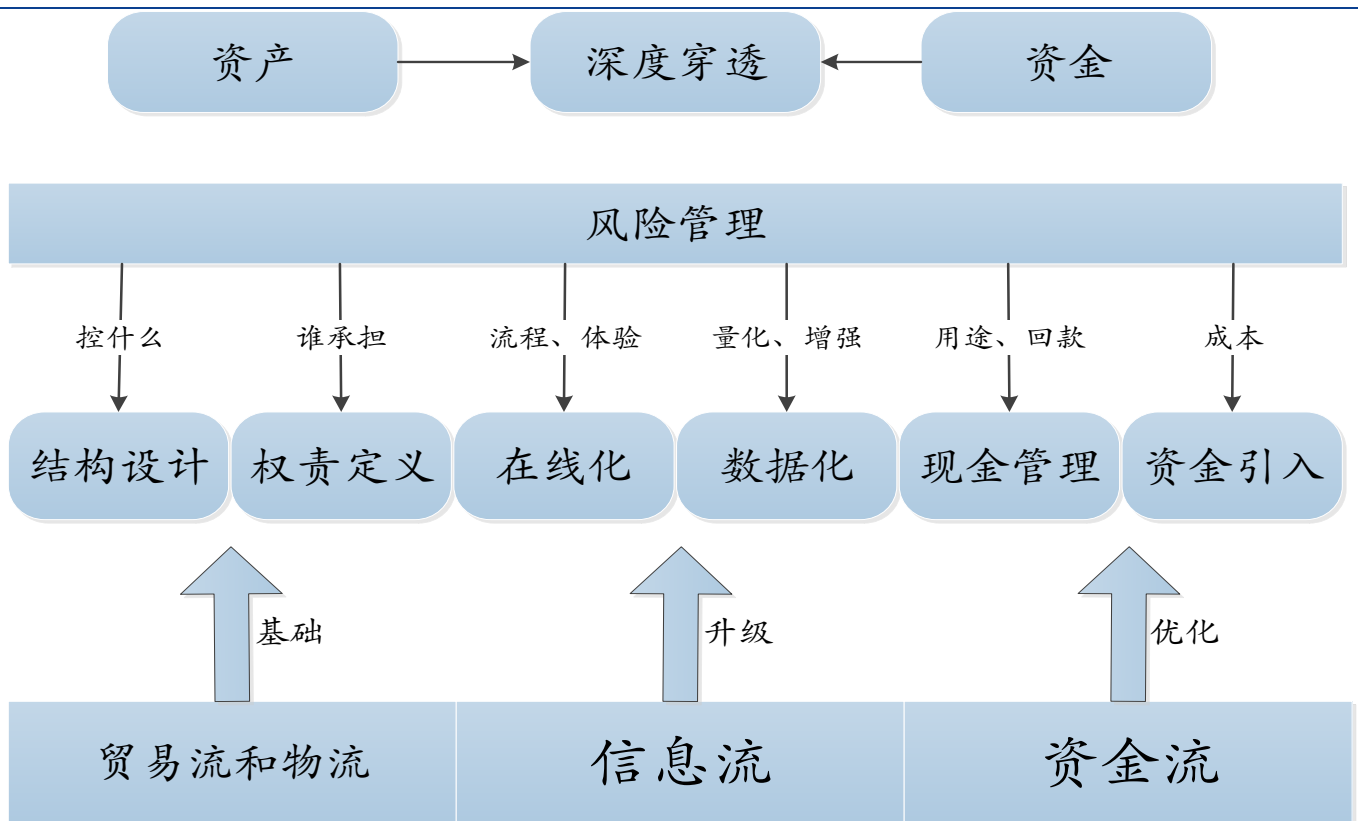 资产
深度穿透
资金
风险管理
控什么
谁承担
流程、体验
量化、增强
用途、回款
成本
结构设计
权责定义
在线化
数据化
现金管理
资金引入
基础
升级
优化
贸易流和物流
信息流
资金流